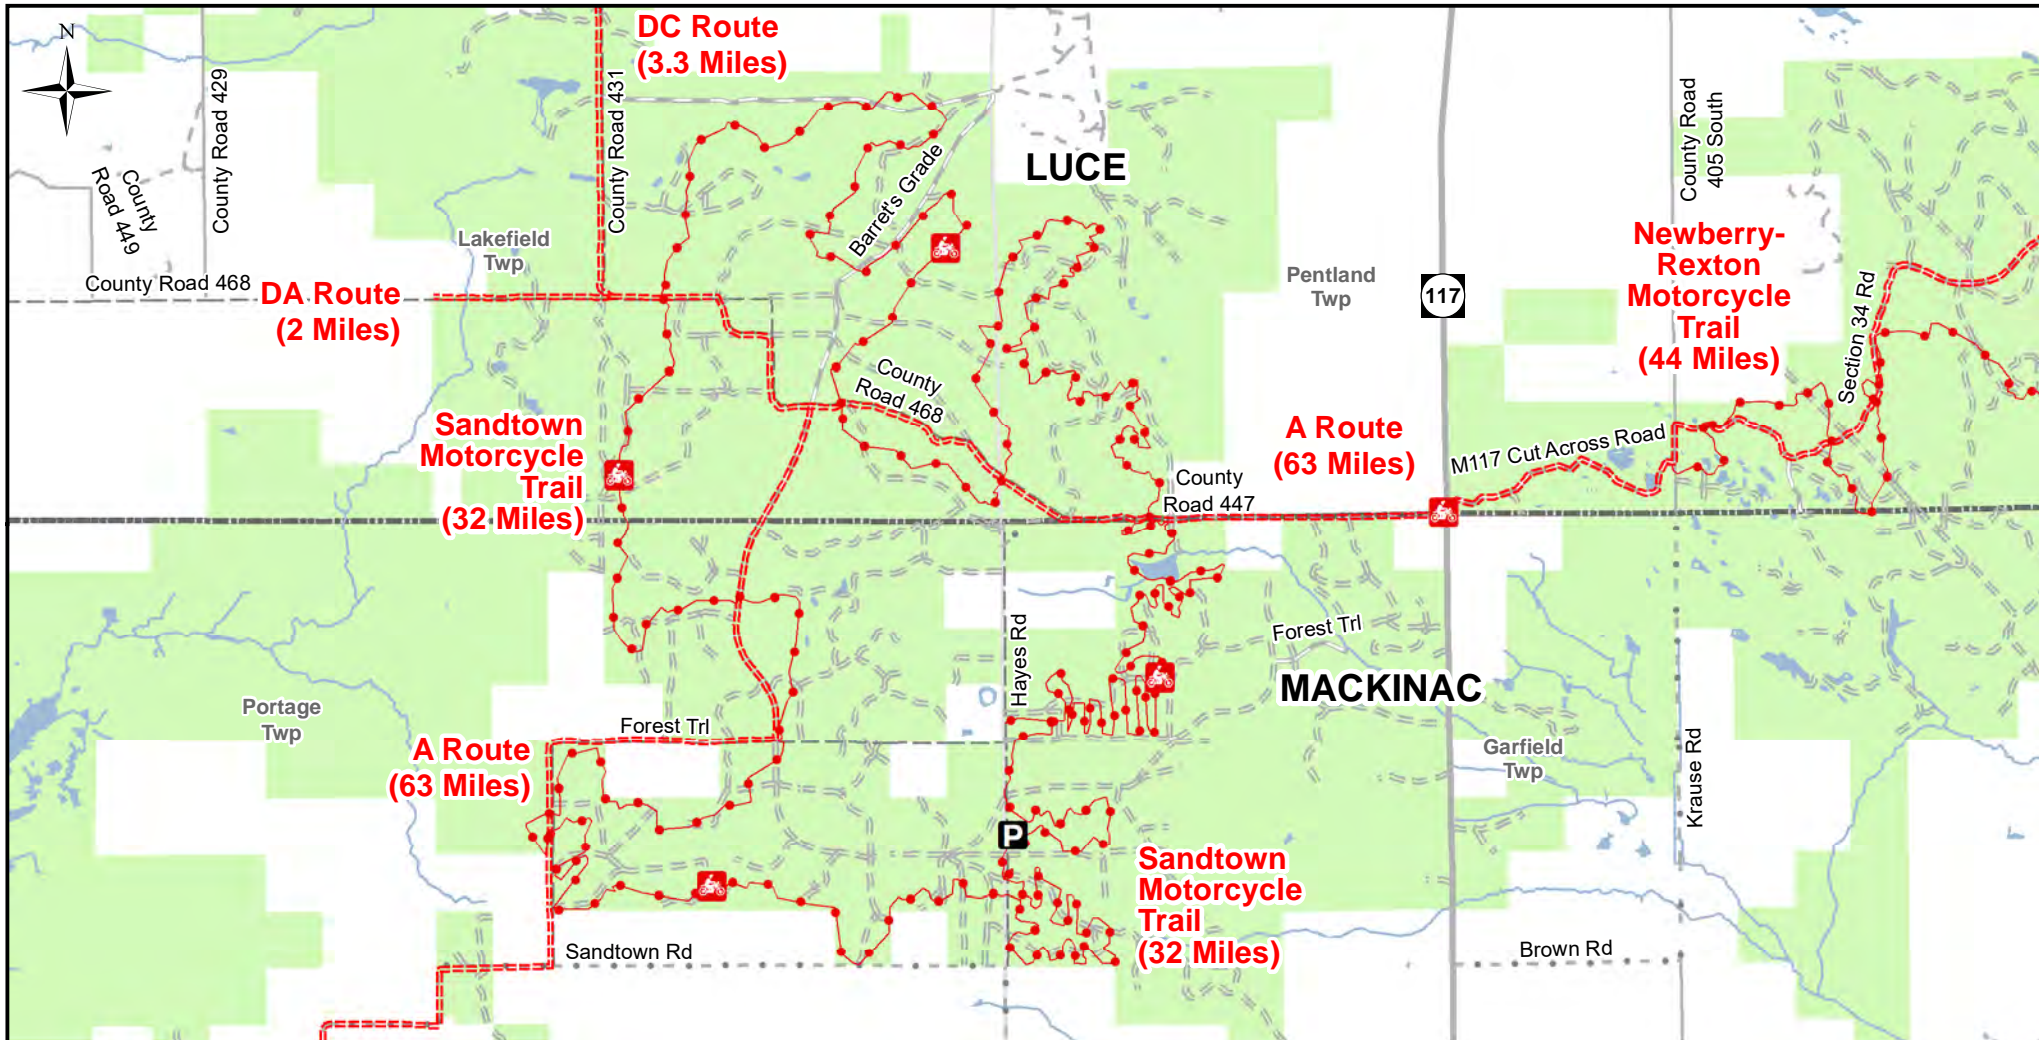 DC Route
(3.3 Miles)
N
County Road 429
County Road 431
County
Road 449
LUCE
Barret's Grade
County Road
405 South
Lakefield
Twp
County Road 468
DA Route
(2 Miles)
Pentland
Twp
117
Newberry-
Rexton
Motorcycle
Trail
(44 Miles)
Section 34 Rd
County
Road 468
Sandtown
Motorcycle
Trail
(32 Miles)
A Route
(63 Miles)
M117 Cut Across Road
County
Road 447
Hayes Rd
Forest Trl
MACKINAC
Portage
Twp
Forest Trl
A Route
(63 Miles)
Garfield
Twp
Krause Rd
P
Sandtown
Motorcycle
Trail
(32 Miles)
Sandtown Rd
Brown Rd